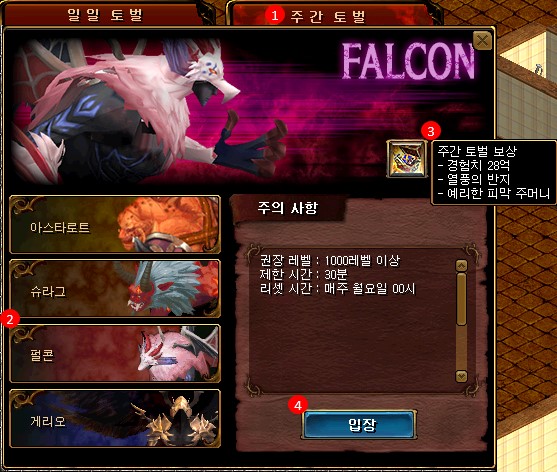 일일 토벌
1 주간 토벌
FALCON
3
주간 토벌 보상
- 경험치 28억
- 열풍의 반지
- 예리한 피막 주머니
아스타로트
슈라그
2
펄콘
게리오
주의 사항
권장 레벨 : 1000레벨 이상
제한 시간 : 30분
리셋 시간 : 매주 월요일 00시
4
입장